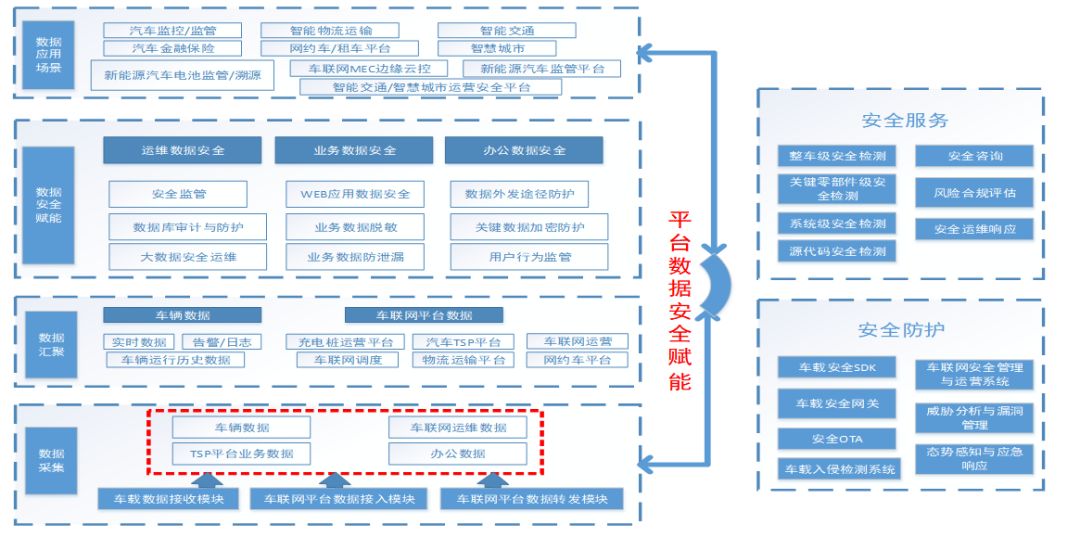 数据
应用
场景
汽车监控/监管
智能物流运输
智能交通
汽车金融保险
网约车/租车平台
智慧城市
新能源汽车电池监管/溯源
车联网MEC边缘云控
新能源汽车监管平台
智能交通/智慧城市运营安全平台
数据
安全
赋能
运维数据安全
业务数据安全
办公数据安全
安全监管
WEB应用数据安全
数据外发途径防护
数据库审计与防护
业务数据脱敏
关键数据加密防护
大数据安全运维
业务数据防泄漏
用户行为监管
数据
汇聚
车辆数据
车联网平台数据
实时数据
告警/日志
充电桩运营平台
汽车TSP平台
车联网运营
车辆运行历史数据
车联网调度
物流运输平台
网约车平台
数据
采集
车辆数据
车联网运维数据
TSP平台业务数据
办公数据
车载数据接收模块
车联网平台数据接入模块
车联网平台数据转发模块
平台数据安全赋能
安全服务
整车级安全检测
安全咨询
关键零部件级安
全检测
风险合规评估
系统级安全检测
安全运维响应
源代码安全检测
安全防护
车载安全SDK
车联网安全管理
与运营系统
车载安全网关
威胁分析与漏洞
管理
安全OTA
态势感知与应急
响应
车载入侵检测系统